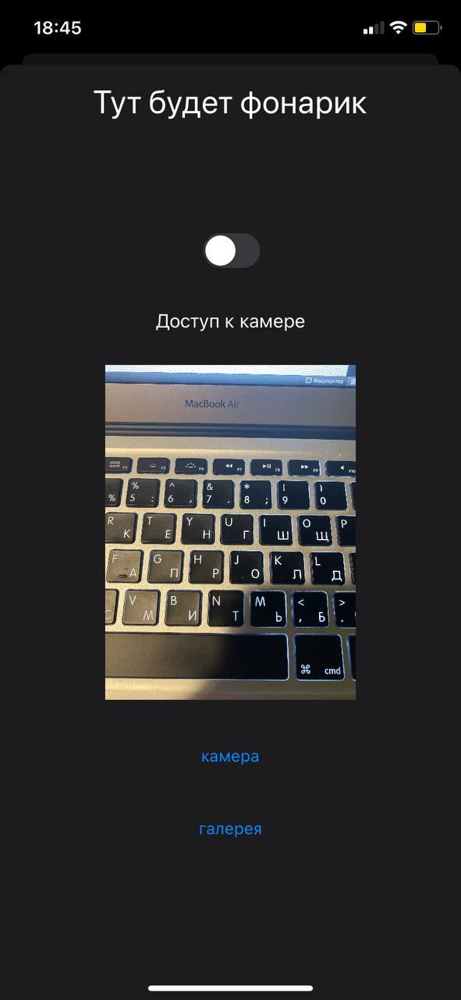 18:45
Тут будет фонарик
Доступ к камере
MacBook Air
F4 F5 F6 F7 F8 F9 F10
% % 5 : ^ 6 , & 7 . * 8 ; ( 9 ) 0
R К T Е Y Н U Г I Ш O Щ P
F А G П H Р J О K Л L Д
С V М B И N Т M Ь < , Б > .
⌘ cmd
камера
галерея